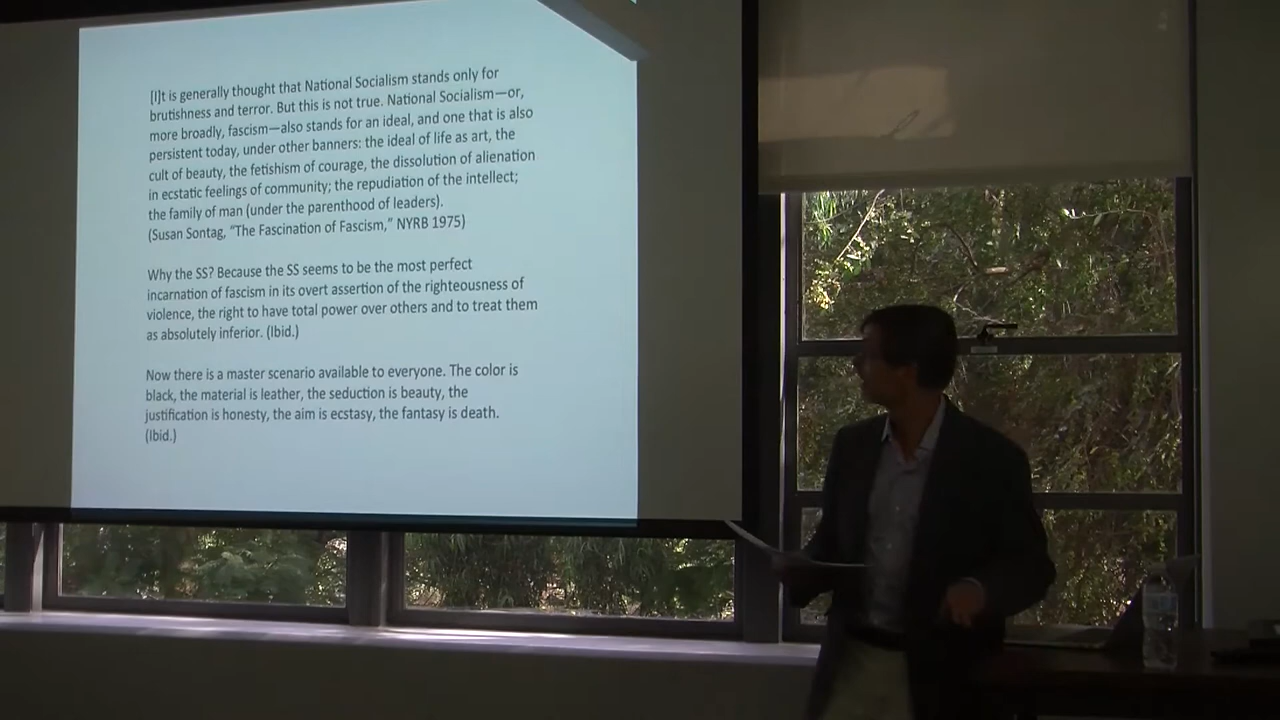 [I]t is generally thought that National Socialism stands only for
brutishness and terror. But this is not true. National Socialism—or,
more broadly, fascism—also stands for an ideal, and one that is also
persistent today, under other banners: the ideal of life as art, the
cult of beauty, the fetishism of courage, the dissolution of alienation
in ecstatic feelings of community; the repudiation of the intellect;
the family of man (under the parenthood of leaders).
(Susan Sontag, “The Fascination of Fascism,” NYRB 1975)
Why the SS? Because the SS seems to be the most perfect
incarnation of fascism in its overt assertion of the righteousness of
violence, the right to have total power over others and to treat them
as absolutely inferior. (Ibid.)
Now there is a master scenario available to everyone. The color is
black, the material is leather, the seduction is beauty, the
justification is honesty, the aim is ecstasy, the fantasy is death.
(Ibid.)